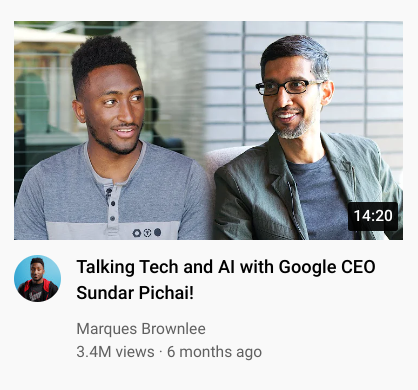 14:20
Talking Tech and AI with Google CEO
Sundar Pichai!
Marques Brownlee
3.4M views · 6 months ago